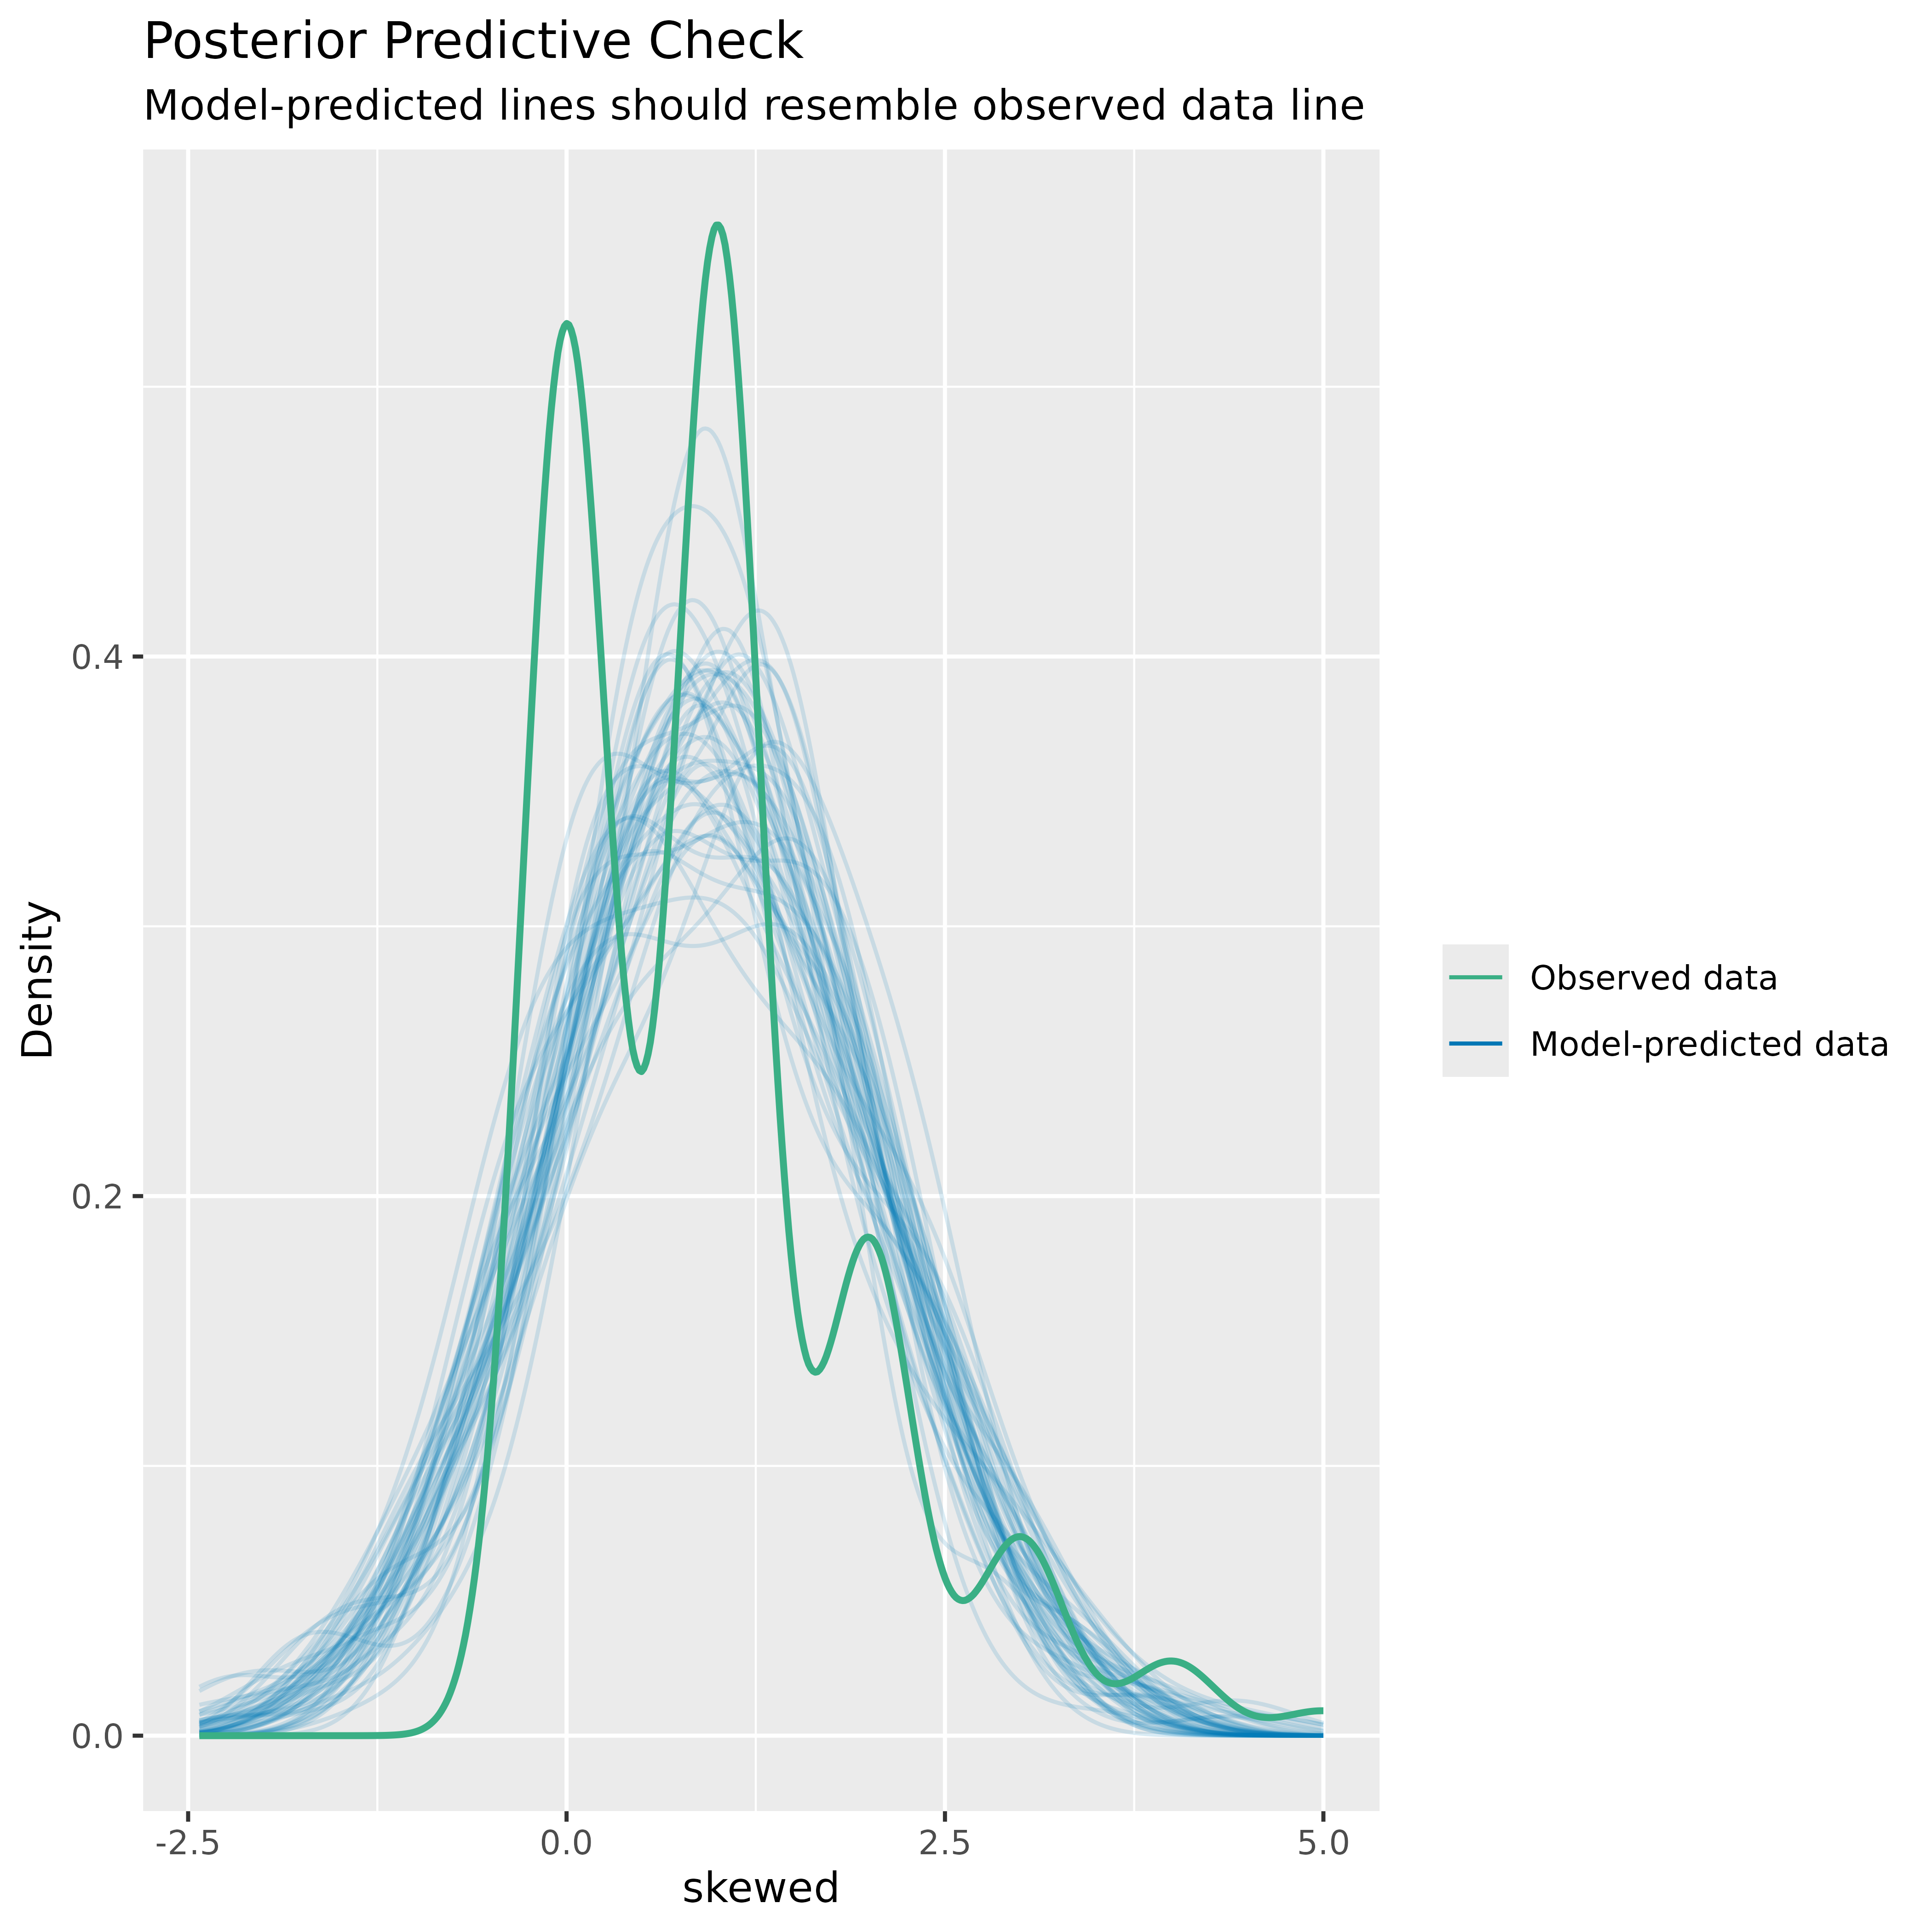 Posterior Predictive Check
Model-predicted lines should resemble observed data line
Density
0.4
0.2
0.0
-2.5
0.0
2.5
5.0
skewed
Observed data
Model-predicted data